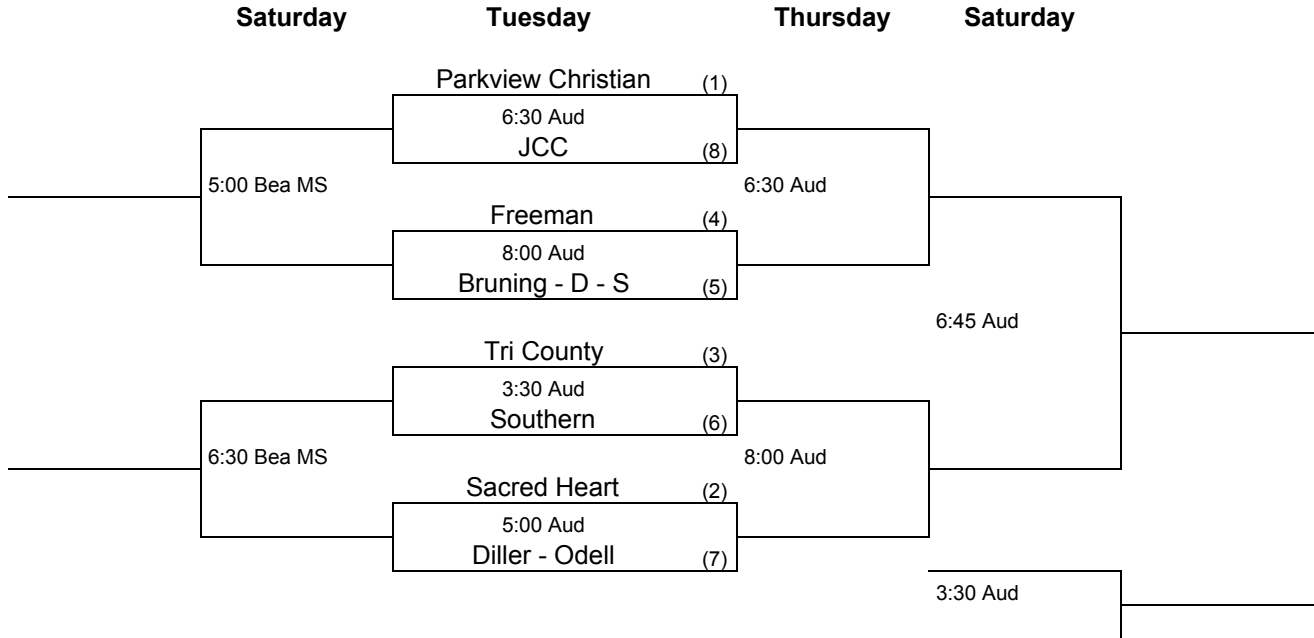 Saturday Tuesday Thursday Saturday
Parkview Christian (1)
6:30 Aud
JCC (8)
5:00 Bea MS 6:30 Aud
Freeman (4)
8:00 Aud
Bruning - D - S (5)
6:45 Aud
Tri County (3)
3:30 Aud
Southern (6)
6:30 Bea MS 8:00 Aud
Sacred Heart (2)
5:00 Aud
Diller - Odell (7)
3:30 Aud